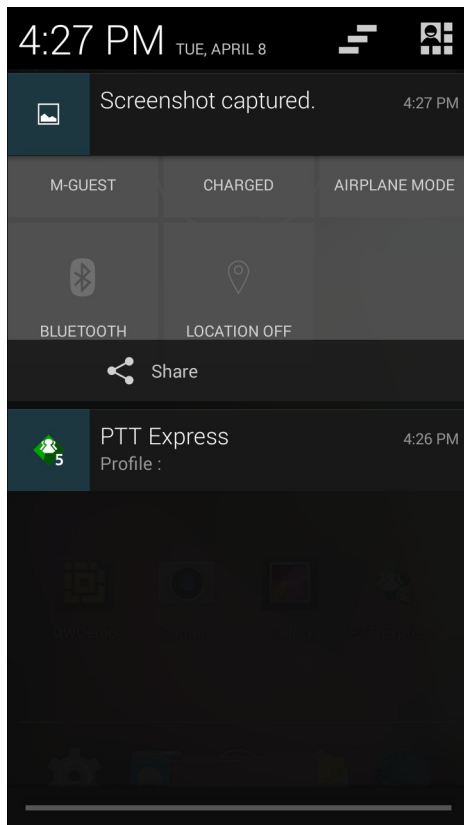 4:27 PM TUE, APRIL 8
Screenshot captured. 4:27 PM
M-GUEST CHARGED AIRPLANE MODE
BLUETOOTH LOCATION OFF
Share
PTT Express 4:26 PM
5 Profile :